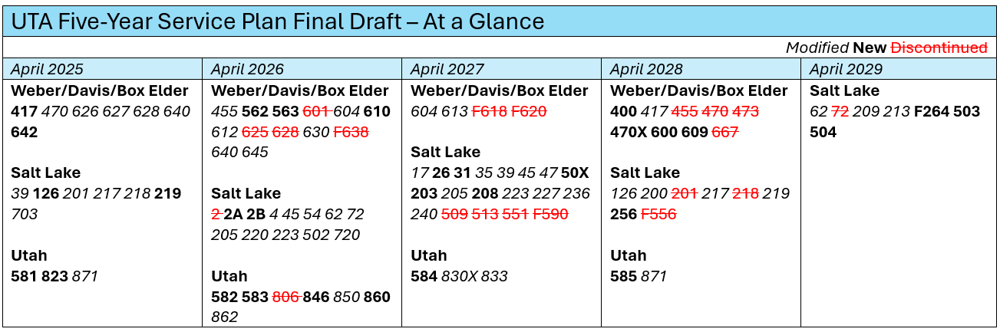 UTA Five-Year Service Plan Final Draft – At a Glance
Modified New Discontinued
April 2025
Weber/Davis/Box Elder
417 470 626 627 628 640
642
Salt Lake
39 126 201 217 218 219
703
Utah
581 823 871
April 2026
Weber/Davis/Box Elder
455 562 563 601 604 610
612 625 628 630 F638
640 645
Salt Lake
2 2A 2B 4 45 54 62 72
205 220 223 502 720
Utah
582 583 806 846 850 860
862
April 2027
Weber/Davis/Box Elder
604 613 F618 F620
Salt Lake
17 26 31 35 39 45 47 50X
203 205 208 223 227 236
240 509 513 551 F590
Utah
584 830X 833
April 2028
Weber/Davis/Box Elder
400 417 455 470 473
470X 600 609 667
Salt Lake
126 200 201 217 218 219
256 F556
Utah
585 871
April 2029
Salt Lake
62 72 209 213 F264 503
504